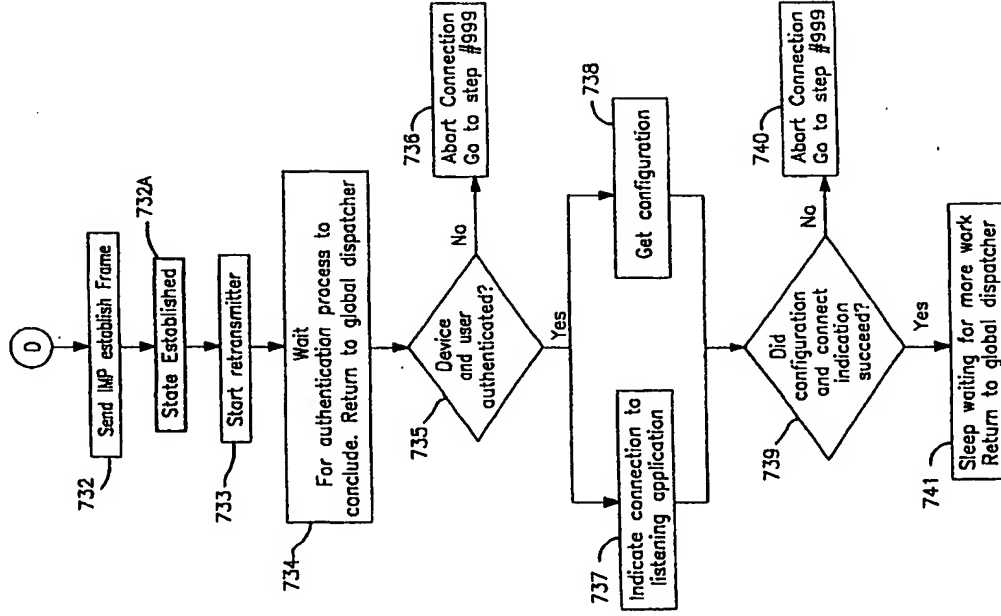 D
Send IMP establish Frame
732
State Established
732A
Start retransmitter
733
Wait
For authentication process to
conclude. Return to global dispatcher
734
Device
and user
authenticated?
735
No
Abort Connection
Go to step #999
736
Yes
Indicate connection to
listening application
737
Get configuration
738
Did
configuration
and connect
indication
succeed?
739
No
Abort Connection
Go to step #999
740
Yes
Sleep waiting for more work
Return to global dispatcher
741